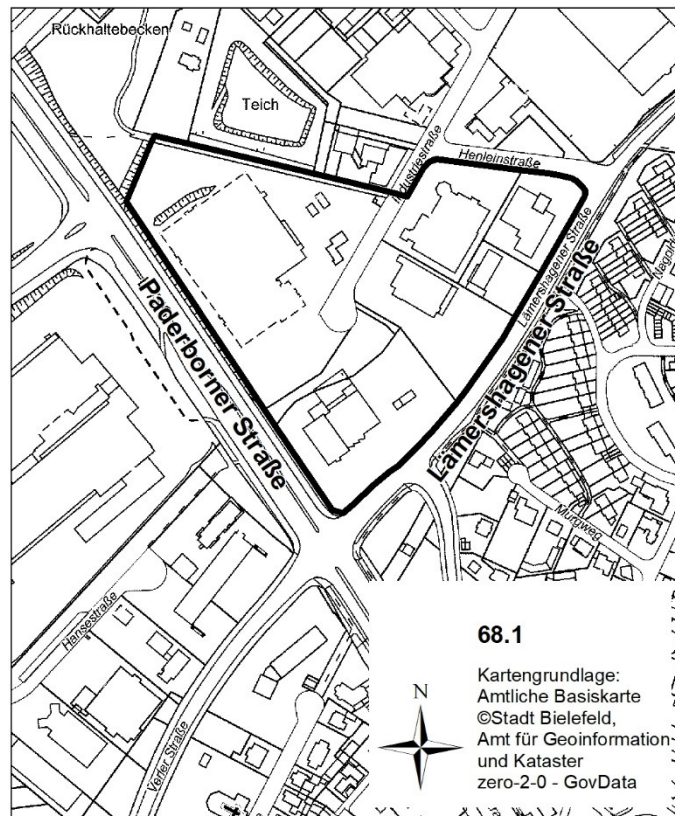 Rückhaltebecken
Teich
Henleinstraße
dustriestraße
Lämershagener Straße
Lämershagener Straße
Paderborner Straße
Murgweg
Hansestraße
Verler Straße
68.1
Kartengrundlage:
Amtliche Basiskarte
©Stadt Bielefeld,
Amt für Geoinformation
und Kataster
zero-2-0 - GovData
N